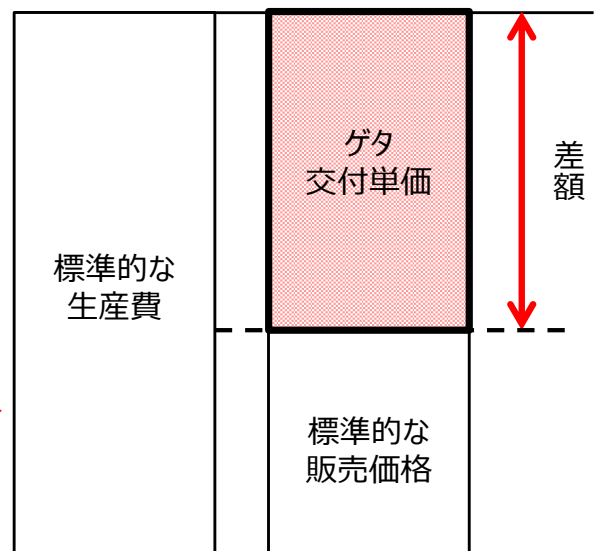 標準的な
生産費
ゲタ
交付単価
標準的な
販売価格
差額